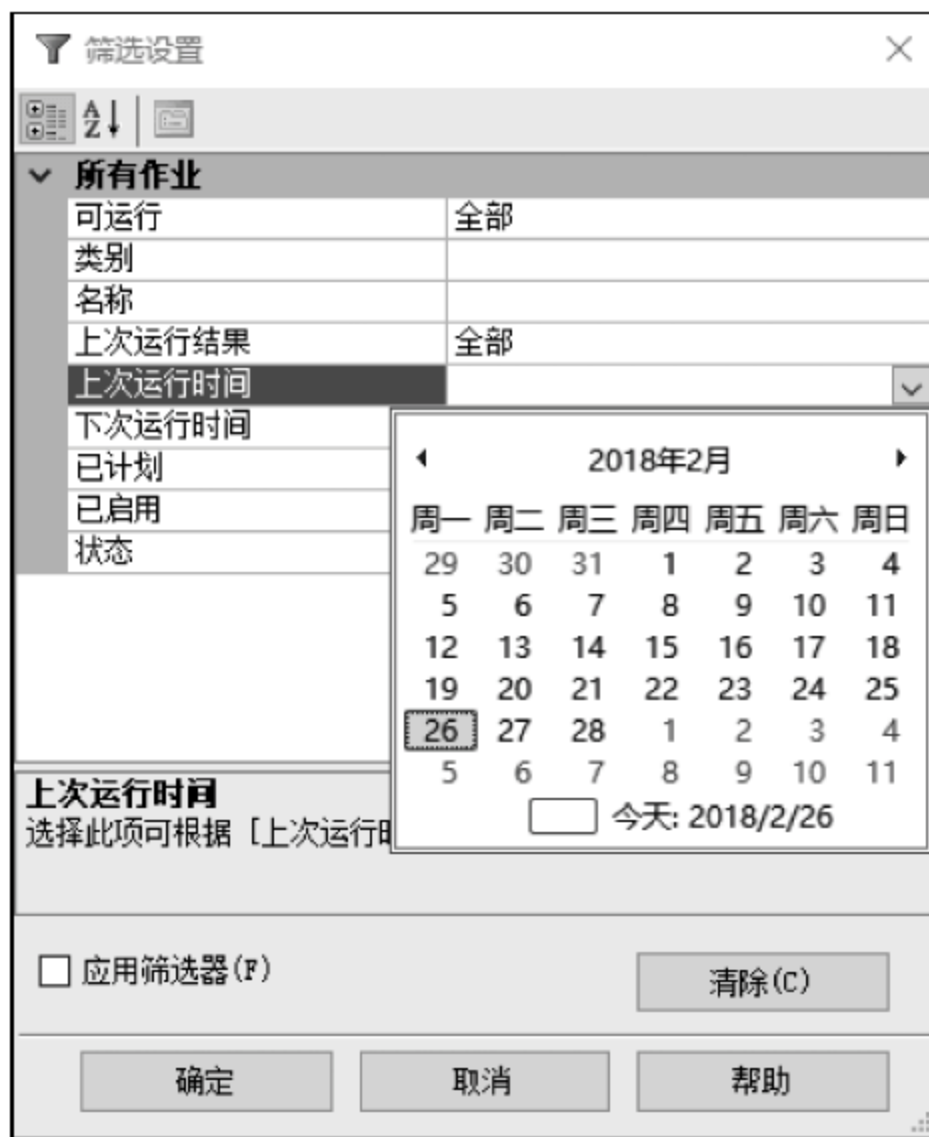 筛选设置
所有作业
可运行 全部
类别
名称
上次运行结果 全部
上次运行时间
下次运行时间
已计划
已启用
状态
2018年2月
周一 周二 周三 周四 周五 周六 周日
29 30 31 1 2 3 4
5 6 7 8 9 10 11
12 13 14 15 16 17 18
19 20 21 22 23 24 25
26 27 28 1 2 3 4
5 6 7 8 9 10 11
今天: 2018/2/26
上次运行时间
选择此项可根据 [上次运行
应用筛选器(F)
清除(C)
确定 取消 帮助